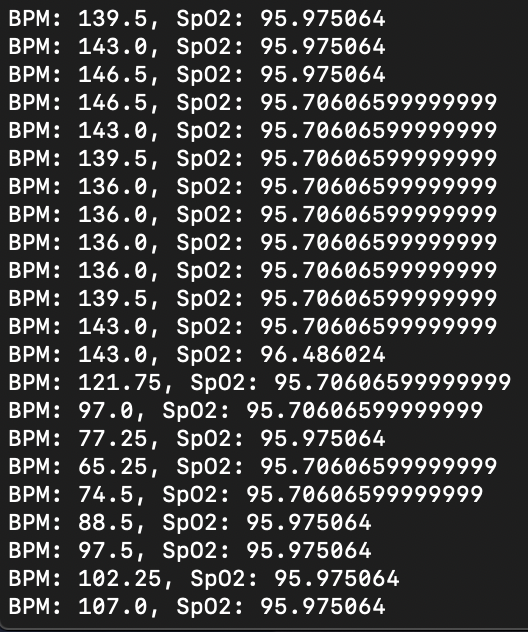 BPM: 139.5, SpO2: 95.975064
BPM: 143.0, SpO2: 95.975064
BPM: 146.5, SpO2: 95.975064
BPM: 146.5, SpO2: 95.70606599999999
BPM: 143.0, SpO2: 95.70606599999999
BPM: 139.5, SpO2: 95.70606599999999
BPM: 136.0, SpO2: 95.70606599999999
BPM: 136.0, SpO2: 95.70606599999999
BPM: 136.0, SpO2: 95.70606599999999
BPM: 136.0, SpO2: 95.70606599999999
BPM: 139.5, SpO2: 95.70606599999999
BPM: 143.0, SpO2: 95.70606599999999
BPM: 143.0, SpO2: 96.486024
BPM: 121.75, SpO2: 95.70606599999999
BPM: 97.0, SpO2: 95.70606599999999
BPM: 77.25, SpO2: 95.975064
BPM: 65.25, SpO2: 95.70606599999999
BPM: 74.5, SpO2: 95.70606599999999
BPM: 88.5, SpO2: 95.975064
BPM: 97.5, SpO2: 95.975064
BPM: 102.25, SpO2: 95.975064
BPM: 107.0, SpO2: 95.975064